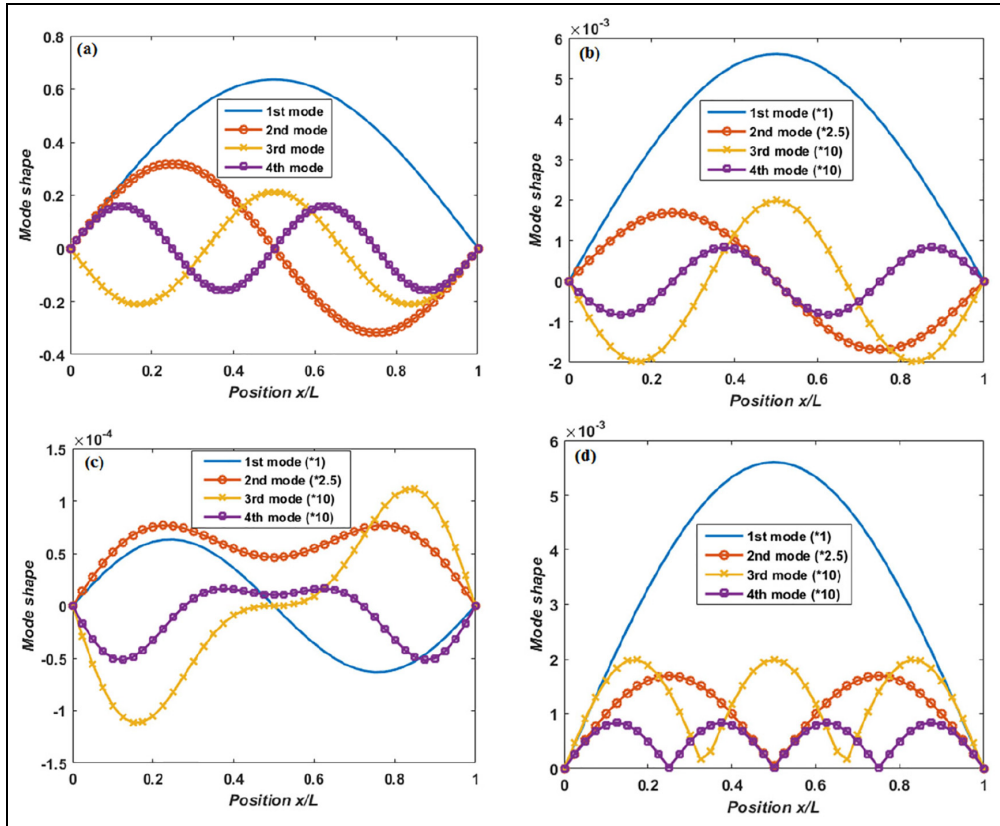 (a)
0.8
0.6
0.4
0.2
0
-0.2
-0.4
Mode shape
1st mode
2nd mode
3rd mode
4th mode
0 0.2 0.4 0.6 0.8 1
Position x/L
×10⁻³
(b)
6
5
4
3
2
1
0
-1
-2
Mode shape
1st mode (*1)
2nd mode (*2.5)
3rd mode (*10)
4th mode (*10)
0 0.2 0.4 0.6 0.8 1
Position x/L
×10⁻⁴
(c)
1.5
1
0.5
0
-0.5
-1
-1.5
Mode shape
1st mode (*1)
2nd mode (*2.5)
3rd mode (*10)
4th mode (*10)
0 0.2 0.4 0.6 0.8 1
Position x/L
×10⁻³
(d)
6
5
4
3
2
1
0
Mode shape
1st mode (*1)
2nd mode (*2.5)
3rd mode (*10)
4th mode (*10)
0 0.2 0.4 0.6 0.8 1
Position x/L